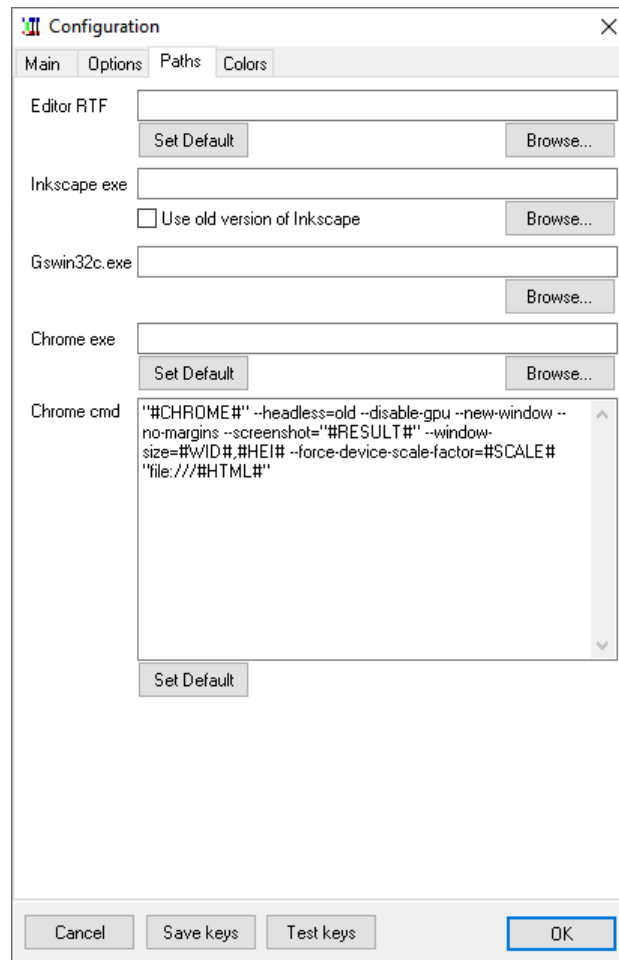 Configuration
Main Options Paths Colors
Editor RTF
Set Default Browse...
Inkscape exe
Use old version of Inkscape Browse...
Gswin32c.exe
Browse...
Chrome exe
Set Default Browse...
Chrome cmd "#CHROME#" --headless=old --disable-gpu --new-window --
no-margins --screenshot="#RESULT#" --window-
size=#WID#,#HEI# --force-device-scale-factor=#SCALE#
"file:///#HTML#"
Set Default
Cancel Save keys Test keys OK